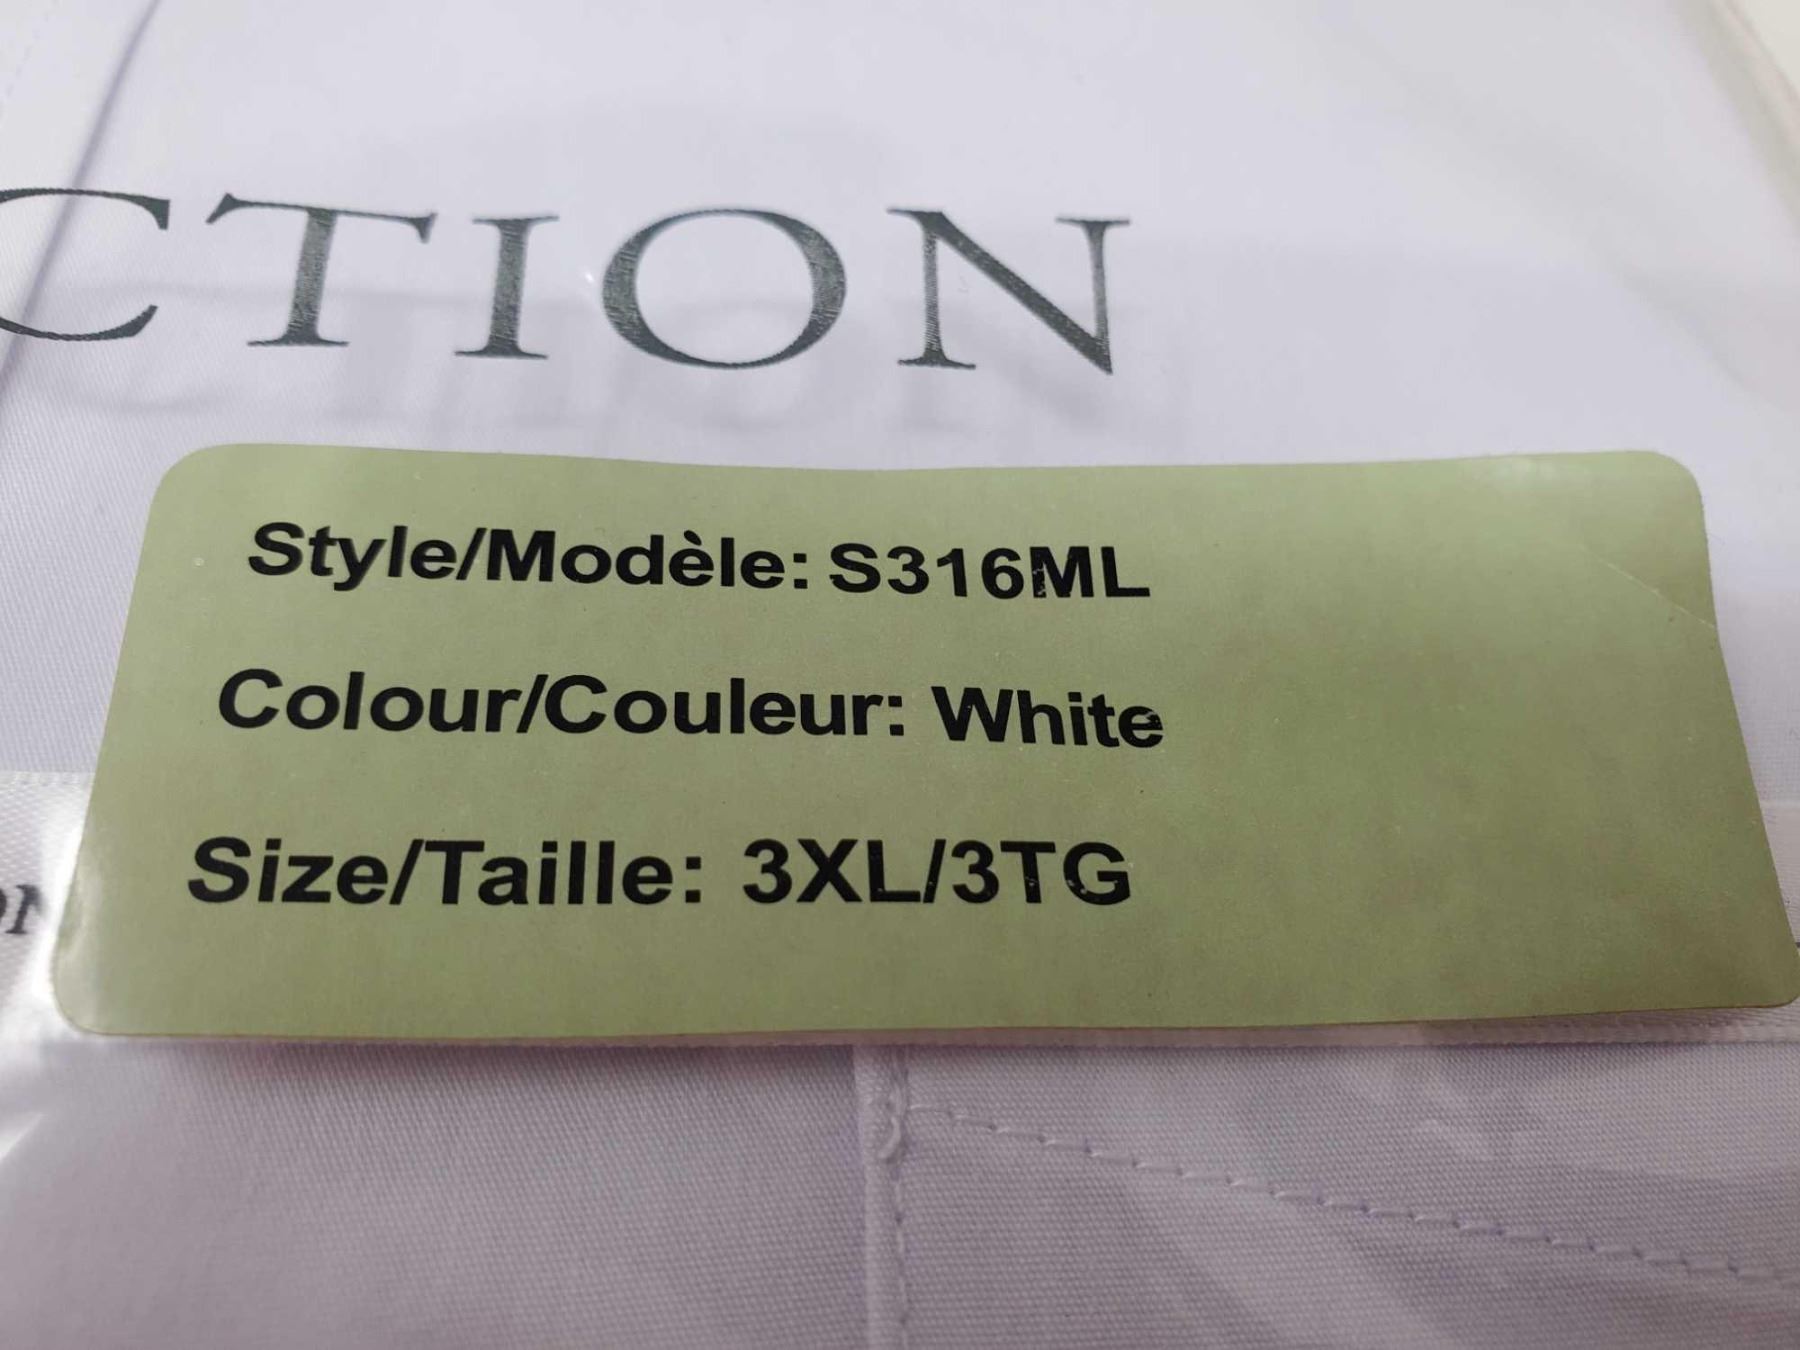 CTION
Style/Modèle: S316ML
Colour/Couleur: White
Size/Taille: 3XL/3TG